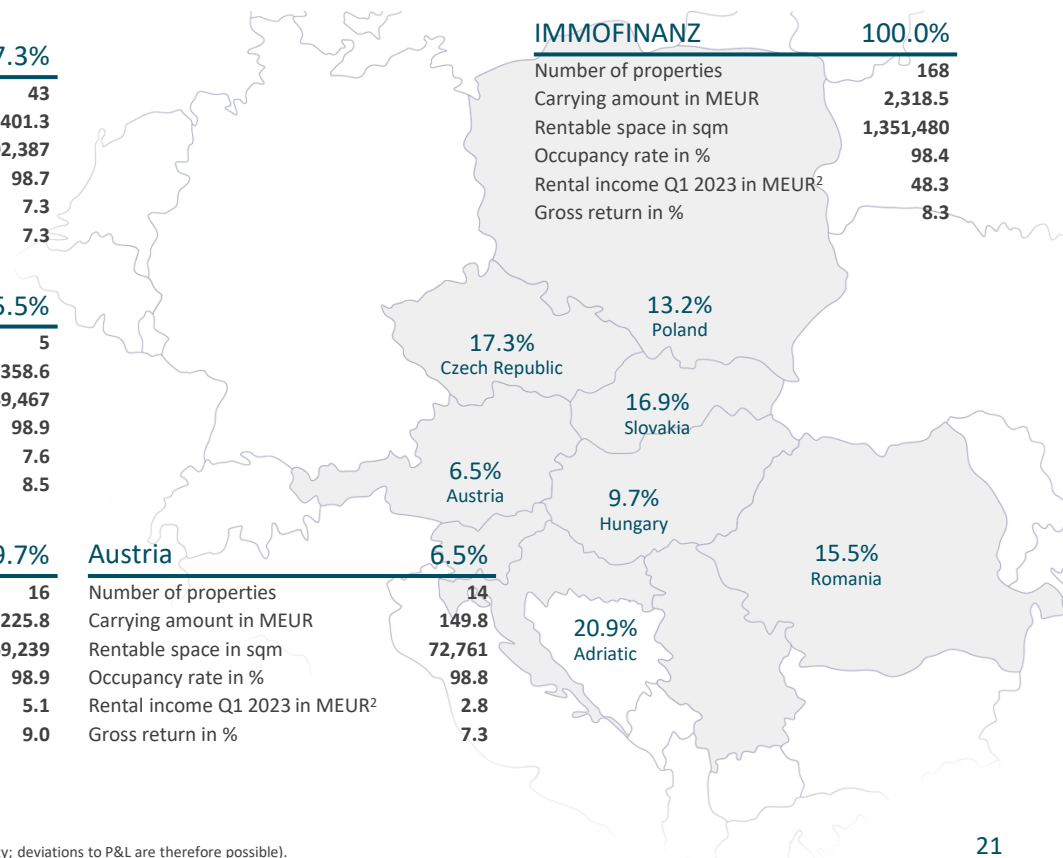 7.3%
43
401.3
2,387
98.7
7.3
7.3
5.5%
5
358.6
9,467
98.9
7.6
8.5
9.7%
16
225.8
9,239
98.9
5.1
9.0
Austria 6.5%
Number of properties 14
Carrying amount in MEUR 149.8
Rentable space in sqm 72,761
Occupancy rate in % 98.8
Rental income Q1 2023 in MEUR² 2.8
Gross return in % 7.3
IMMOFINANZ 100.0%
Number of properties 168
Carrying amount in MEUR 2,318.5
Rentable space in sqm 1,351,480
Occupancy rate in % 98.4
Rental income Q1 2023 in MEUR² 48.3
Gross return in % 8.3
13.2%
Poland
17.3%
Czech Republic
16.9%
Slovakia
6.5%
Austria
9.7%
Hungary
15.5%
Romania
20.9%
Adriatic
; deviations to P&L are therefore possible).
21